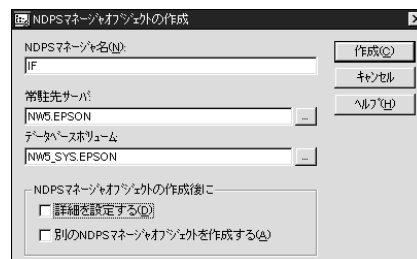 NDPSマネージャオブジェクトの作成
NDPSマネージャ名(N):
IF
作成(C)
キャンセル
ヘルプ(H)
常駐先サーバ:
NW5.EPSON
...
データベースボリューム:
NW5_SYS.EPSON
...
NDPSマネージャオブジェクトの作成後に
詳細を設定する(D)
別のNDPSマネージャオブジェクトを作成する(A)